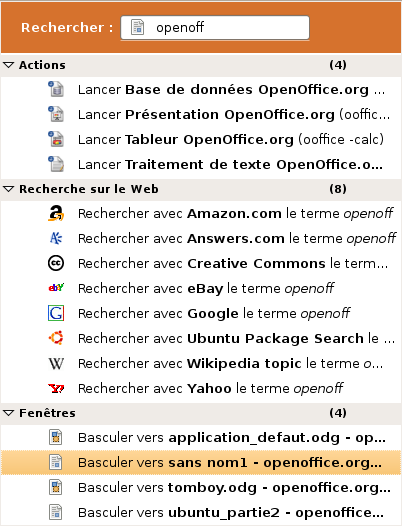 Rechercher : openoff
Actions (4)
Lancer Base de données OpenOffice.org ...
Lancer Présentation OpenOffice.org (ooffic...
Lancer Tableur OpenOffice.org (ooffice -calc)
Lancer Traitement de texte OpenOffice.o...
Recherche sur le Web (8)
Rechercher avec Amazon.com le terme openoff
Rechercher avec Answers.com le terme openoff
Rechercher avec Creative Commons le term...
Rechercher avec eBay le terme openoff
Rechercher avec Google le terme openoff
Rechercher avec Ubuntu Package Search le ...
Rechercher avec Wikipedia topic le terme o...
Rechercher avec Yahoo le terme openoff
Fenêtres (4)
Basculer vers application_defaut.odg - op...
Basculer vers sans nom1 - openoffice.org...
Basculer vers tomboy.odg - openoffice.org...
Basculer vers ubuntu_partie2 - openoffice...